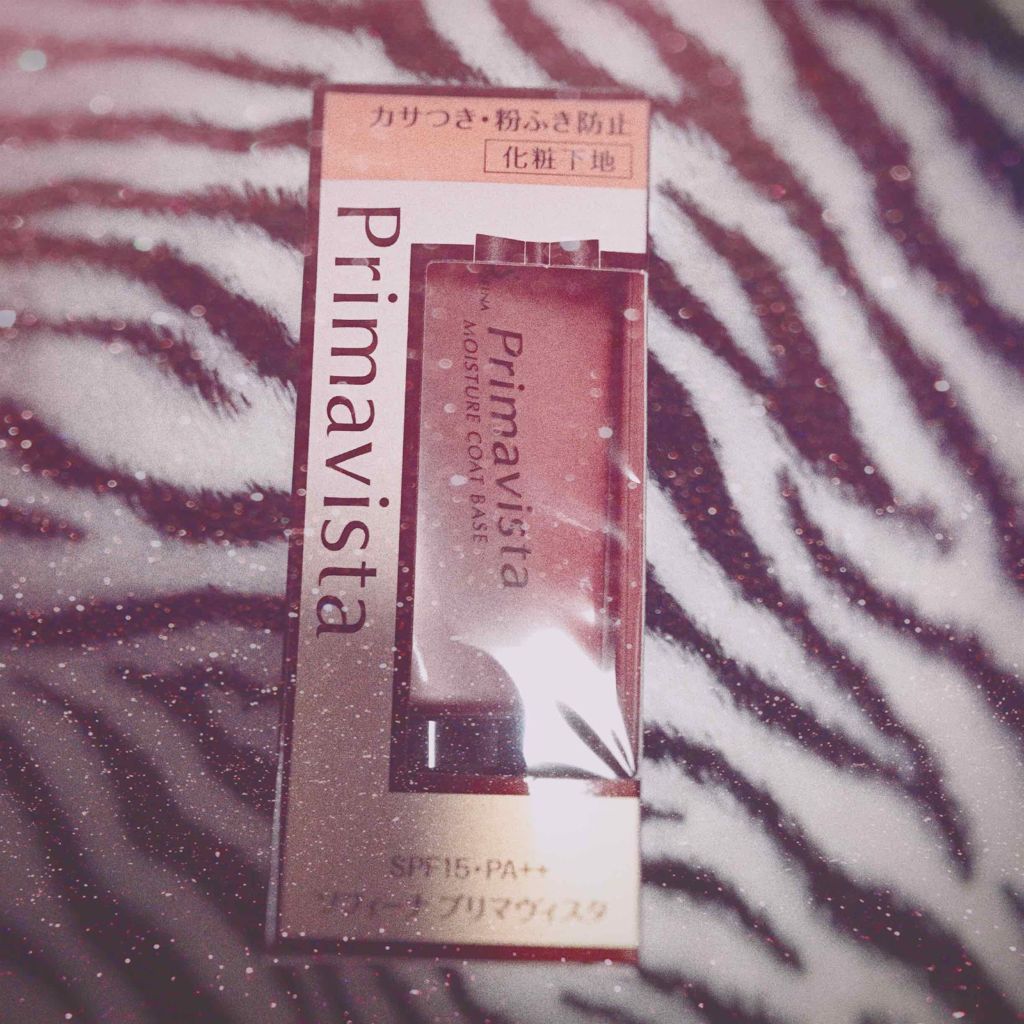 カサつき・粉ふき防止
化粧下地
Primavista
INA
Primavista
MOISTURE COAT BASE
SPF15・PA++
ソフィーナ プリマヴィスタ